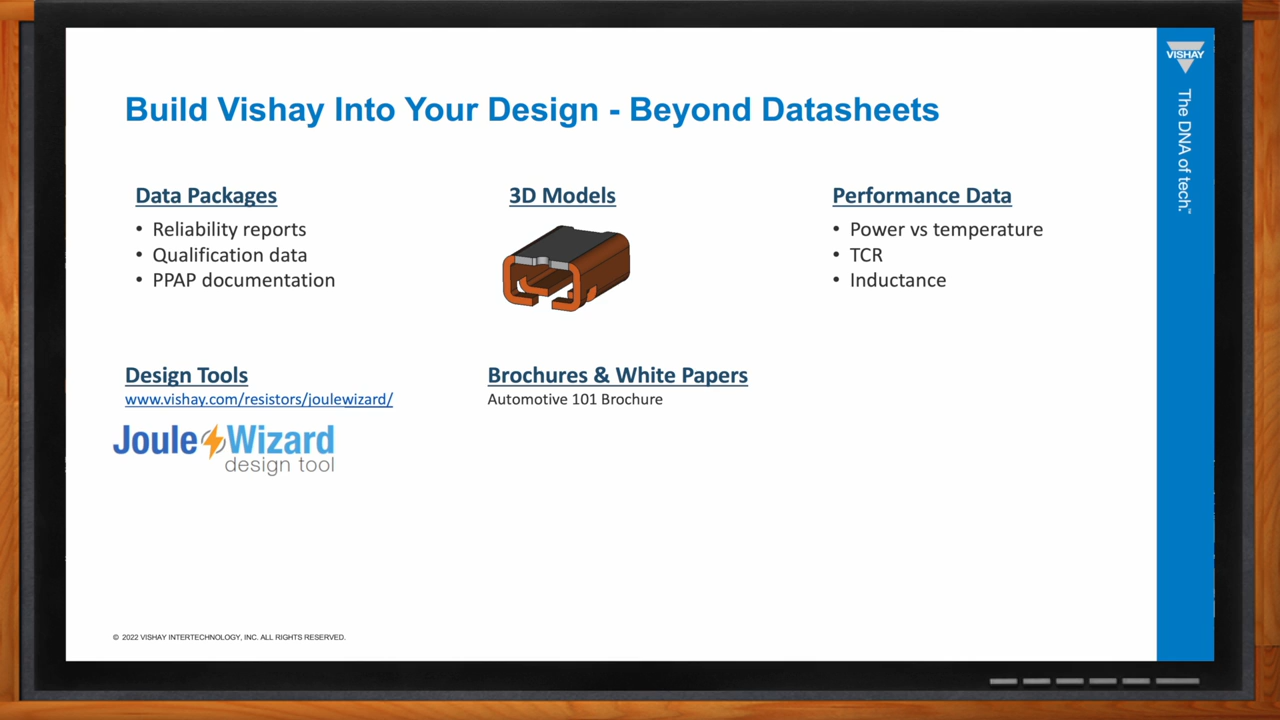 VISHAY
The DNA of tech.™
Build Vishay Into Your Design - Beyond Datasheets
Data Packages
• Reliability reports
• Qualification data
• PPAP documentation
3D Models
Performance Data
• Power vs temperature
• TCR
• Inductance
Design Tools
www.vishay.com/resistors/joulewizard/
Joule Wizard
design tool
Brochures & White Papers
Automotive 101 Brochure
© 2022 VISHAY INTERTECHNOLOGY, INC. ALL RIGHTS RESERVED.